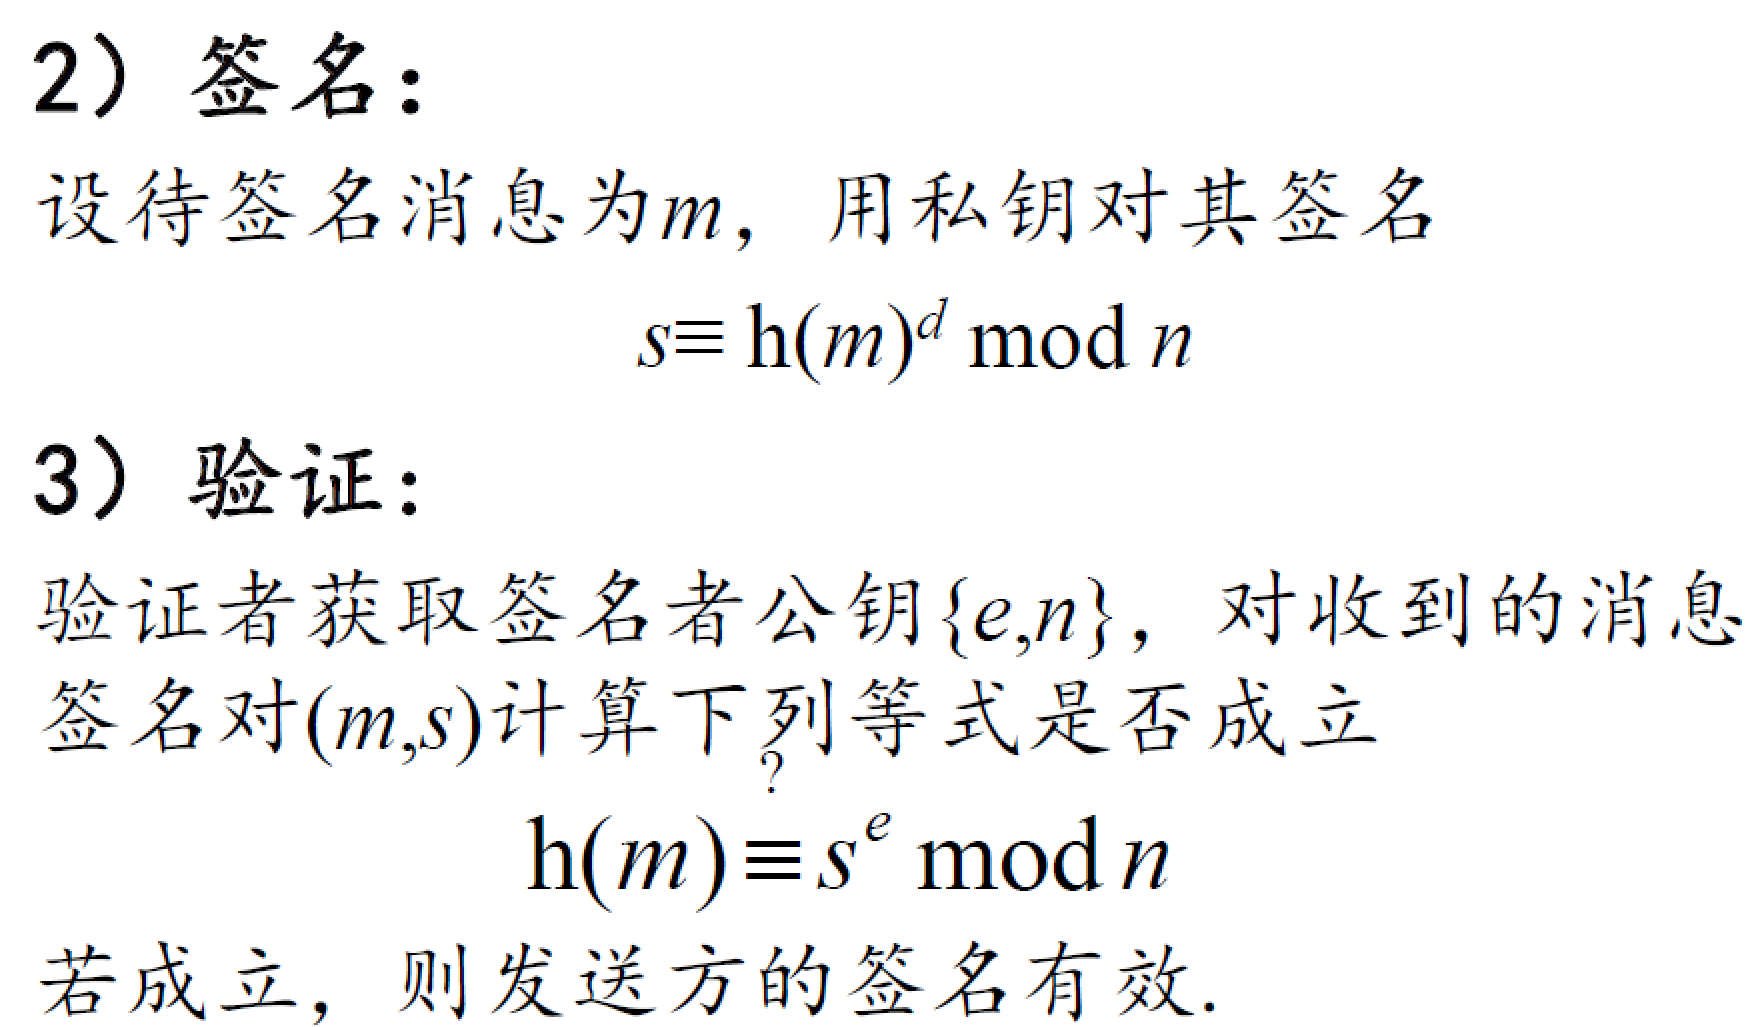 2）签名：
设待签名消息为m，用私钥对其签名
s≡ h(m)^d mod n
3）验证：
验证者获取签名者公钥{e,n}，对收到的消息
签名对(m,s)计算下列等式是否成立
?
h(m)≡s^e mod n
若成立，则发送方的签名有效.